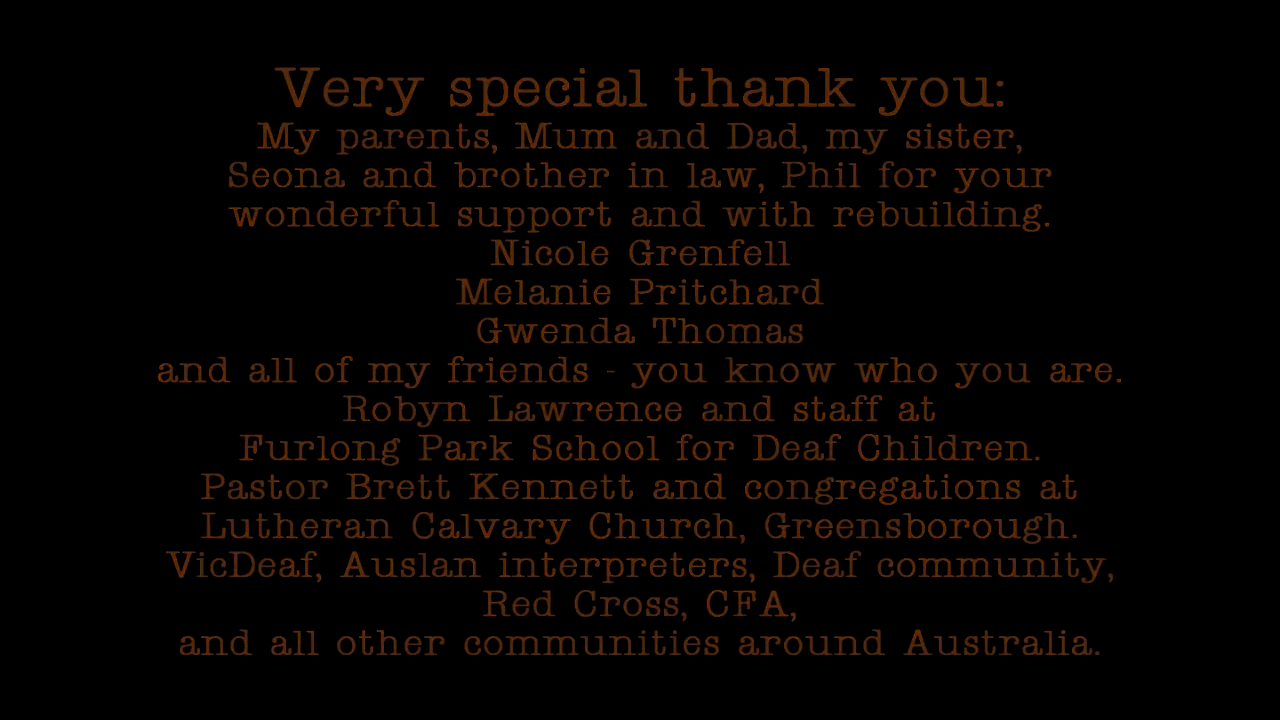 Very special thank you:
My parents, Mum and Dad, my sister,
Seona and brother in law, Phil for your
wonderful support and with rebuilding.
Nicole Grenfell
Melanie Pritchard
Gwenda Thomas
and all of my friends - you know who you are.
Robyn Lawrence and staff at
Furlong Park School for Deaf Children.
Pastor Brett Kennett and congregations at
Lutheran Calvary Church, Greensborough.
VicDeaf, Auslan interpreters, Deaf community,
Red Cross, CFA,
and all other communities around Australia.